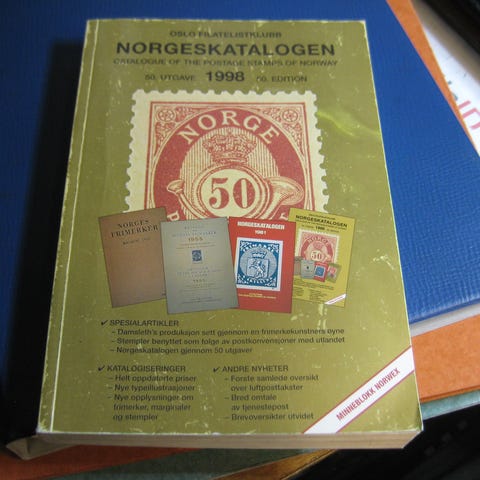 OSLO FILATELISTKLUBB
NORGESKATALOGEN
CATALOGUE OF THE POSTAGE STAMPS OF NORWAY
50. UTGAVE 1998 50. EDITION
NORGE
50
NORGES
FRIMERKER
1955
NORGESKATALOGEN
1981
NORGESKATALOGEN
1998
50
✓ SPESIALARTIKLER
– Damsleth's produksjon sett gjennom en frimerkekunstners øyne
– Stempler benyttet som følge av postkonvensjoner med utlandet
– Norgeskatalogen gjennom 50 utgaver
✓ KATALOGISERINGER
– Helt oppdaterte priser
– Nye typeillustrasjoner
– Nye opplysninger om
frimerker, marginaler
og stempler
✓ ANDRE NYHETER
– Første samlede oversikt
over luftposttakster
– Bred omtale
av tjenestepost
– Brevoversikter utvidet
MINNEBLOKK NORWEX
in